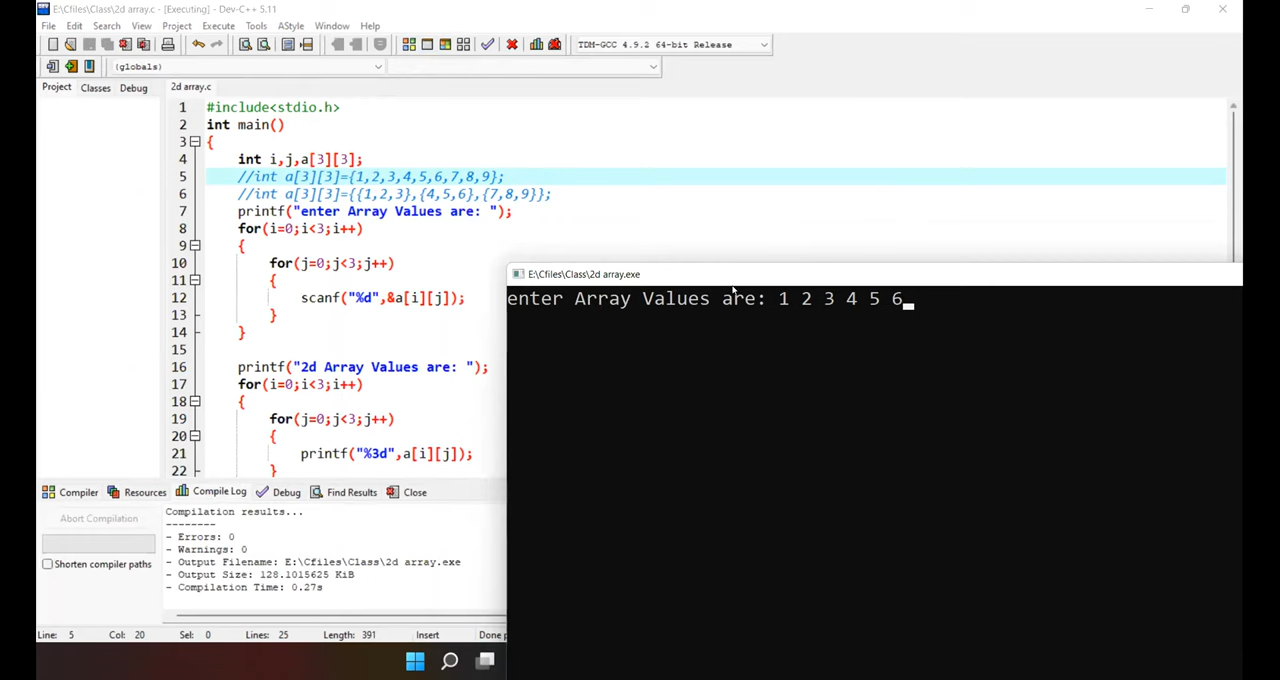 E:\Cfiles\Class\2d array.c - [Executing] - Dev-C++ 5.11
File Edit Search View Project Execute Tools AStyle Window Help
TDM-GCC 4.9.2 64-bit Release
(globals)
Project Classes Debug 2d array.c
1 #include<stdio.h>
2 int main()
3 {
4 int i,j,a[3][3];
5 //int a[3][3]={1,2,3,4,5,6,7,8,9};
6 //int a[3][3]={{1,2,3},{4,5,6},{7,8,9}};
7 printf("enter Array Values are: ");
8 for(i=0;i<3;i++)
9 {
10 for(j=0;j<3;j++)
11 {
12 scanf("%d",&a[i][j]);
13 }
14 }
15
16 printf("2d Array Values are: ");
17 for(i=0;i<3;i++)
18 {
19 for(j=0;j<3;j++)
20 {
21 printf("%3d",a[i][j]);
22 }
E:\Cfiles\Class\2d array.exe
enter Array Values are: 1 2 3 4 5 6
Compiler Resources Compile Log Debug Find Results Close
Abort Compilation
Shorten compiler paths
Compilation results...
--------
- Errors: 0
- Warnings: 0
- Output Filename: E:\Cfiles\Class\2d array.exe
- Output Size: 128.1015625 KiB
- Compilation Time: 0.27s
Line: 5 Col: 20 Sel: 0 Lines: 25 Length: 391 Insert Done p